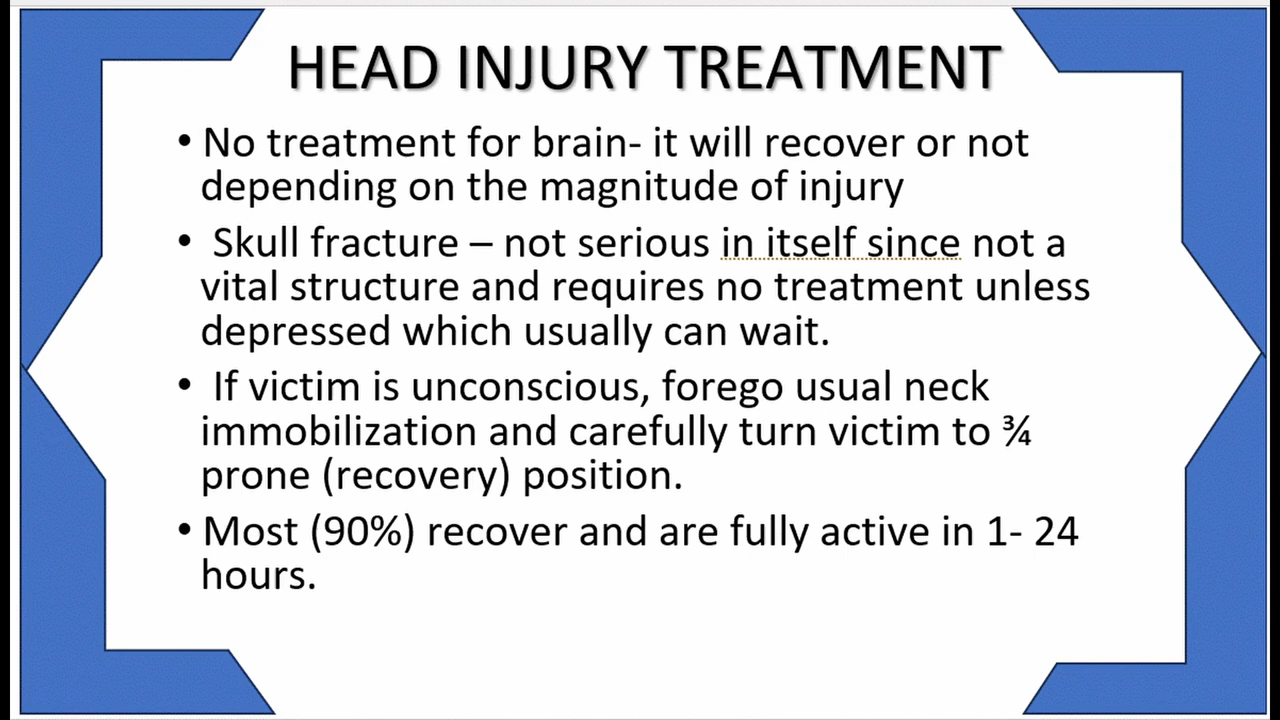 HEAD INJURY TREATMENT
• No treatment for brain- it will recover or not
depending on the magnitude of injury
• Skull fracture – not serious in itself since not a
vital structure and requires no treatment unless
depressed which usually can wait.
• If victim is unconscious, forego usual neck
immobilization and carefully turn victim to ¾
prone (recovery) position.
• Most (90%) recover and are fully active in 1- 24
hours.